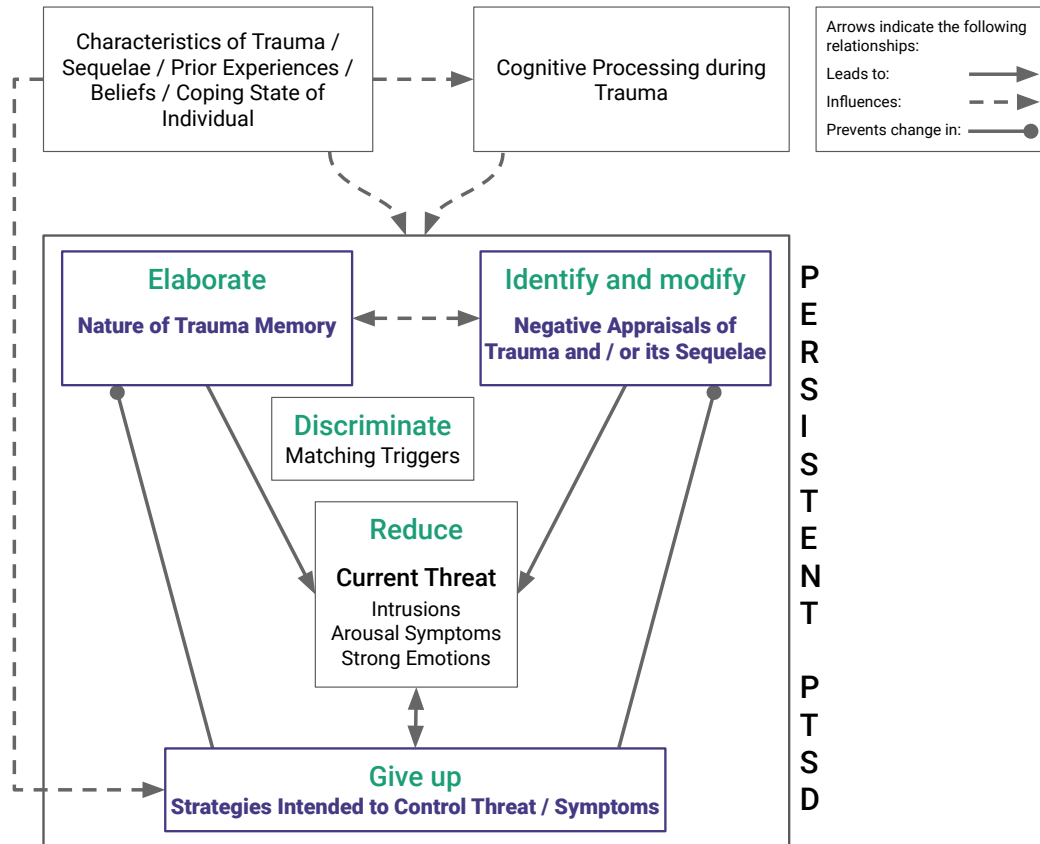 Characteristics of Trauma /
Sequelae / Prior Experiences /
Beliefs / Coping State of
Individual
Cognitive Processing during
Trauma
Arrows indicate the following
relationships:
Leads to:
Influences:
Prevents change in:
Elaborate
Nature of Trauma Memory
Identify and modify
Negative Appraisals of
Trauma and / or its Sequelae
Discriminate
Matching Triggers
Reduce
Current Threat
Intrusions
Arousal Symptoms
Strong Emotions
Give up
Strategies Intended to Control Threat / Symptoms
PERSISTENT PTSD